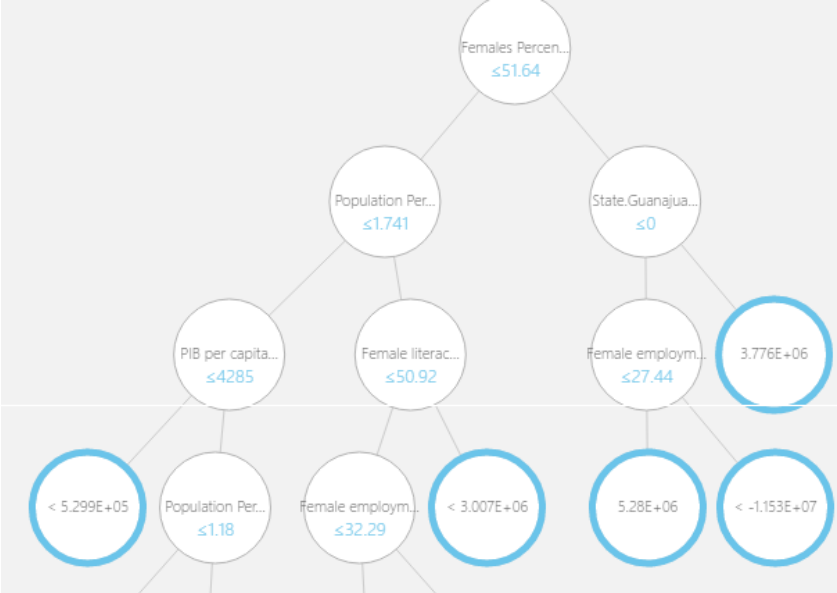 Females Percen...
≤51.64
Population Per...
≤1.741
State.Guanajua...
≤0
PIB per capita...
≤4285
Female literac...
≤50.92
Female employm...
≤27.44
3.776E+06
< 5.299E+05
Population Per...
≤1.18
Female employm...
≤32.29
< 3.007E+06
5.28E+06
< -1.153E+07